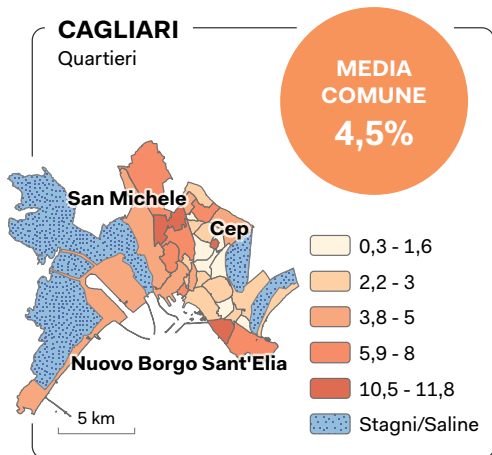 CAGLIARI
Quartieri
MEDIA
COMUNE
4,5%
San Michele
Cep
Nuovo Borgo Sant'Elia
5 km
0,3 - 1,6
2,2 - 3
3,8 - 5
5,9 - 8
10,5 - 11,8
Stagni/Saline